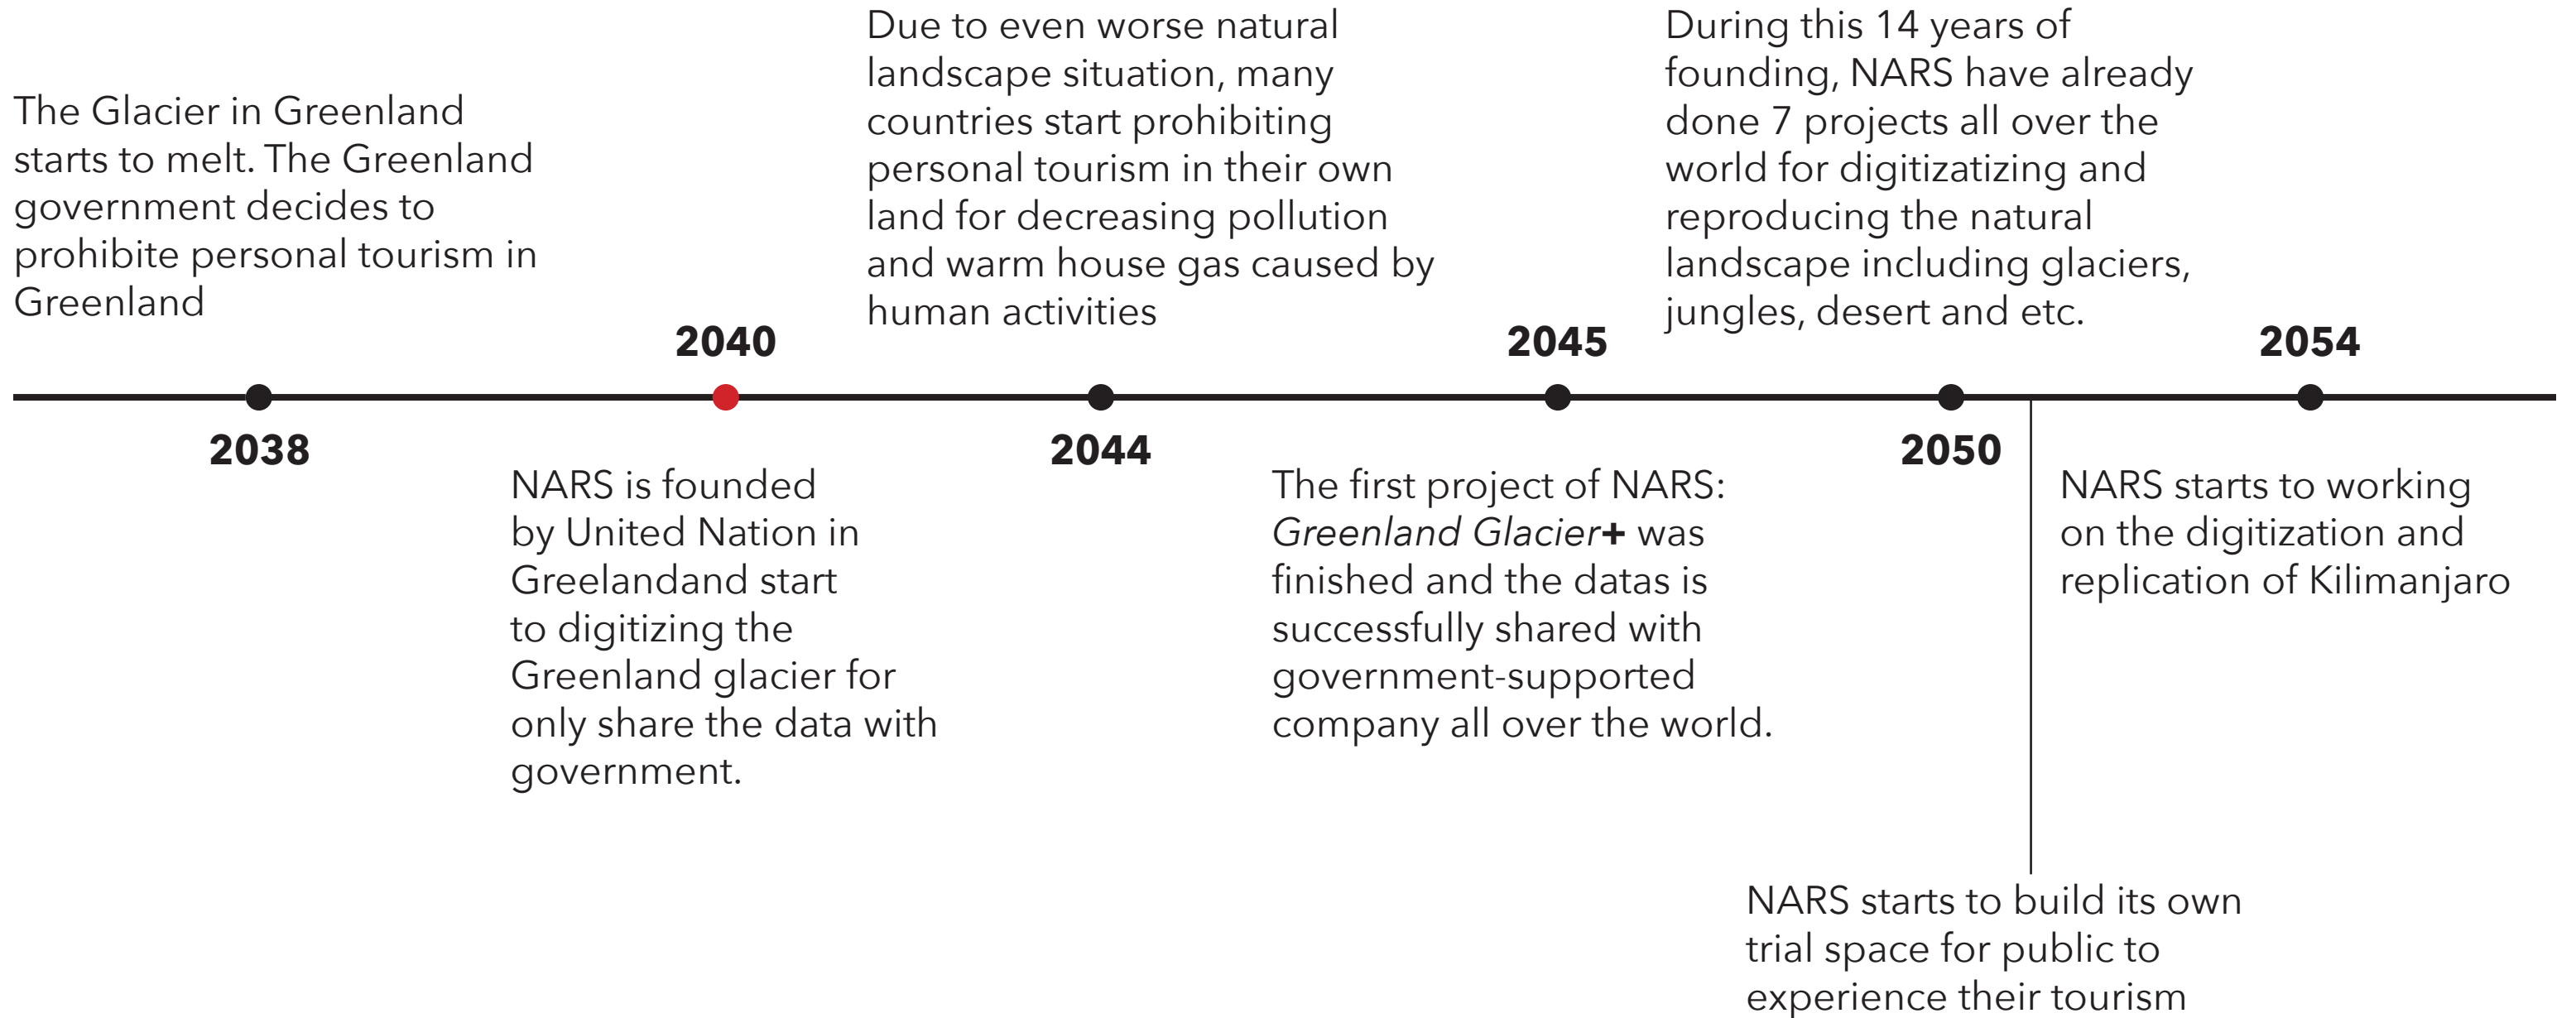 The Glacier in Greenland
starts to melt. The Greenland
government decides to
prohibite personal tourism in
Greenland
2038
2040
NARS is founded
by United Nation in
Greelandand start
to digitizing the
Greenland glacier for
only share the data with
government.
Due to even worse natural
landscape situation, many
countries start prohibiting
personal tourism in their own
land for decreasing pollution
and warm house gas caused by
human activities
2044
2045
The first project of NARS:
Greenland Glacier+ was
finished and the datas is
successfully shared with
government-supported
company all over the world.
During this 14 years of
founding, NARS have already
done 7 projects all over the
world for digitizatizing and
reproducing the natural
landscape including glaciers,
jungles, desert and etc.
2050
NARS starts to build its own
trial space for public to
experience their tourism
2054
NARS starts to working
on the digitization and
replication of Kilimanjaro